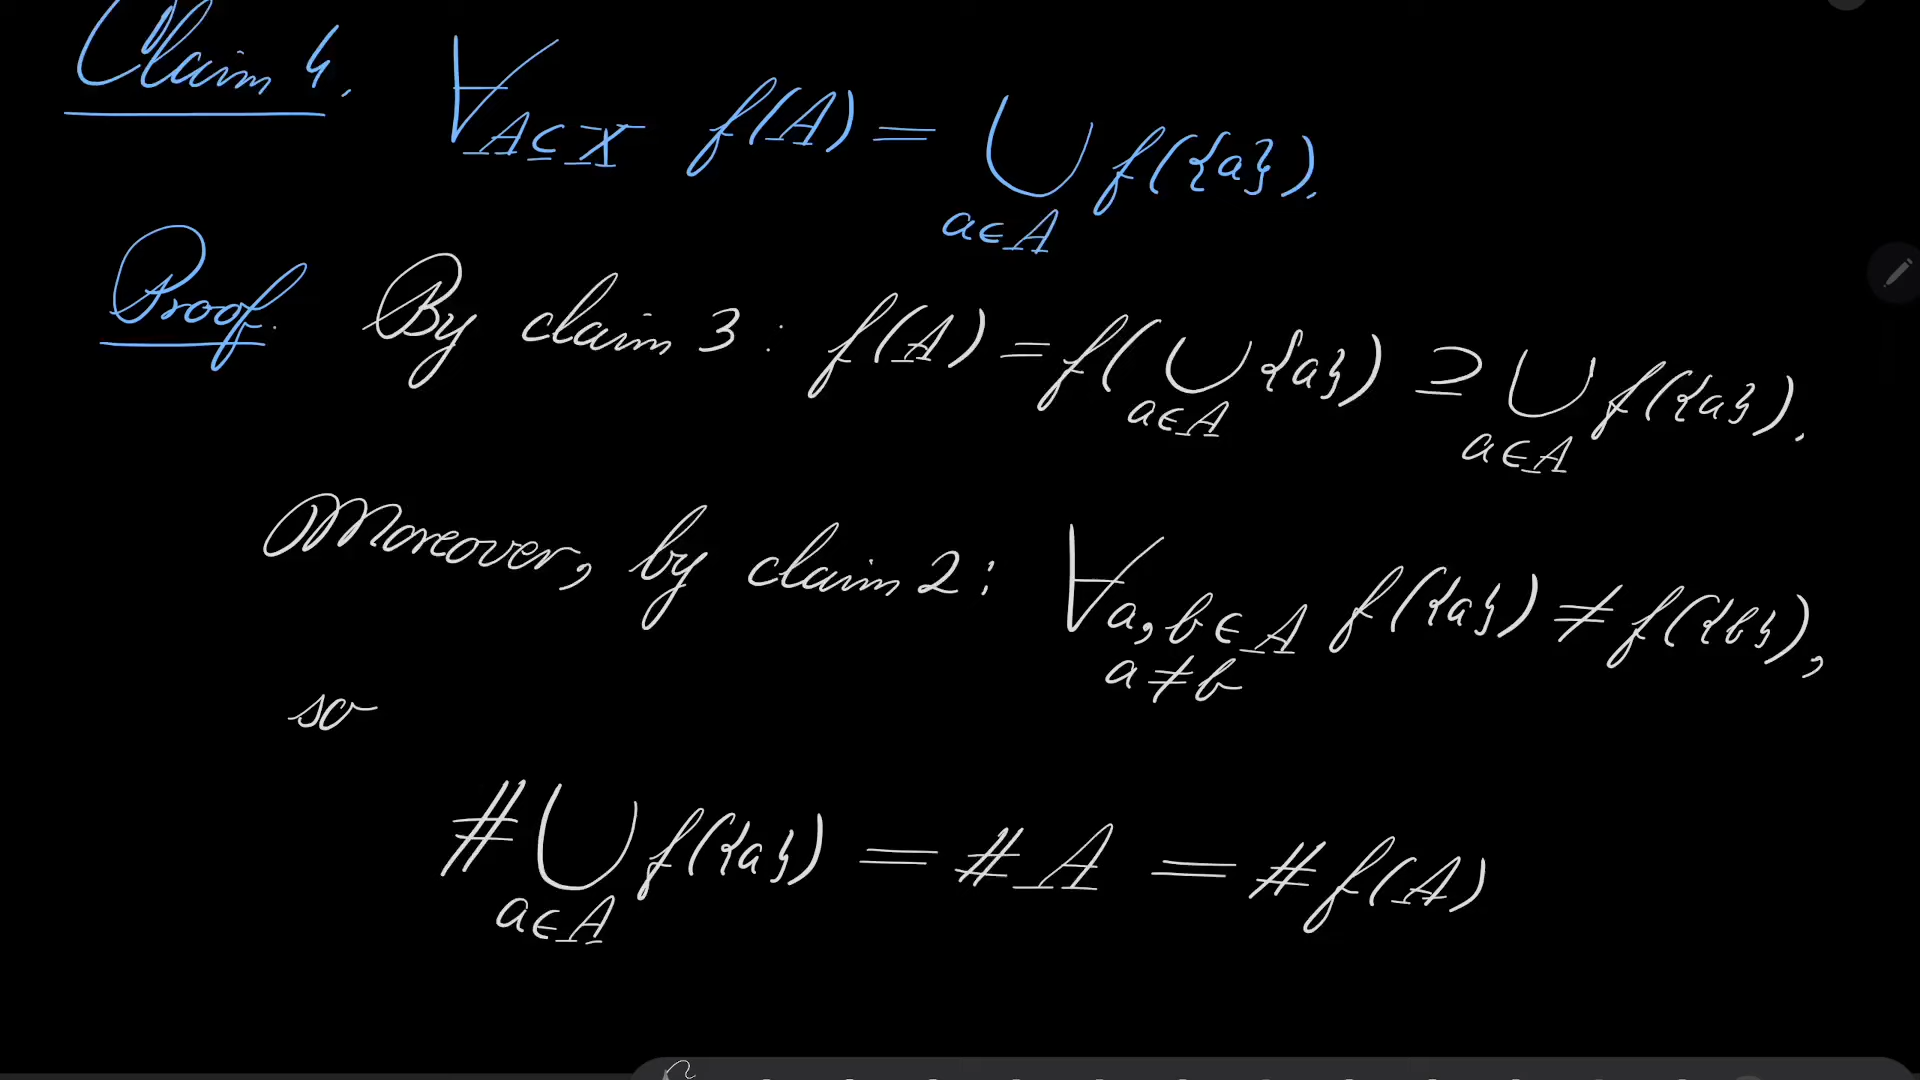 Claim 4. ∀A⊆X f(A) = ⋃a∈A f({a}).
Proof. By claim 3: f(A) = f(⋃a∈A {a}) ⊇ ⋃a∈A f({a}).
Moreover, by claim 2: ∀a,b∈A a≠b f({a}) ≠ f({b}),
so
#⋃a∈A f({a}) = #A = #f(A)